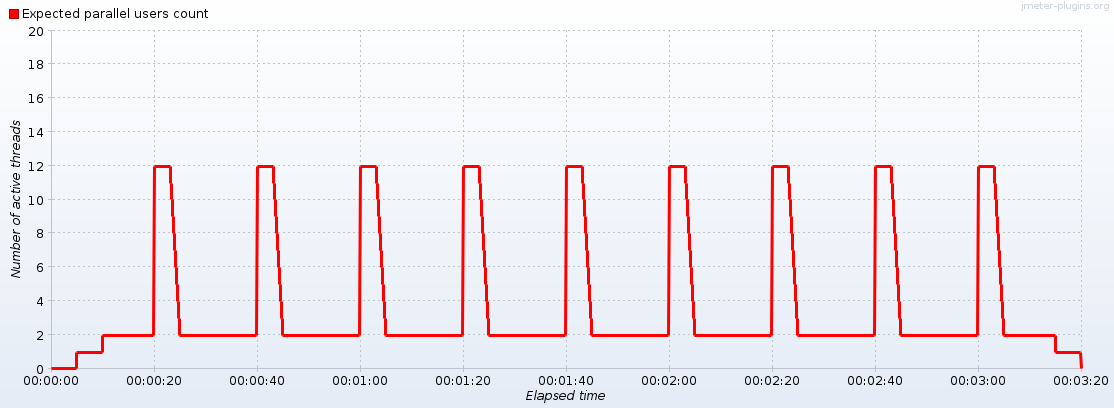 Expected parallel users count
jmeter-plugins.org
20
18
16
14
12
10
8
6
4
2
0
Number of active threads
00:00:00 00:00:20 00:00:40 00:01:00 00:01:20 00:01:40 00:02:00 00:02:20 00:02:40 00:03:00 00:03:20
Elapsed time